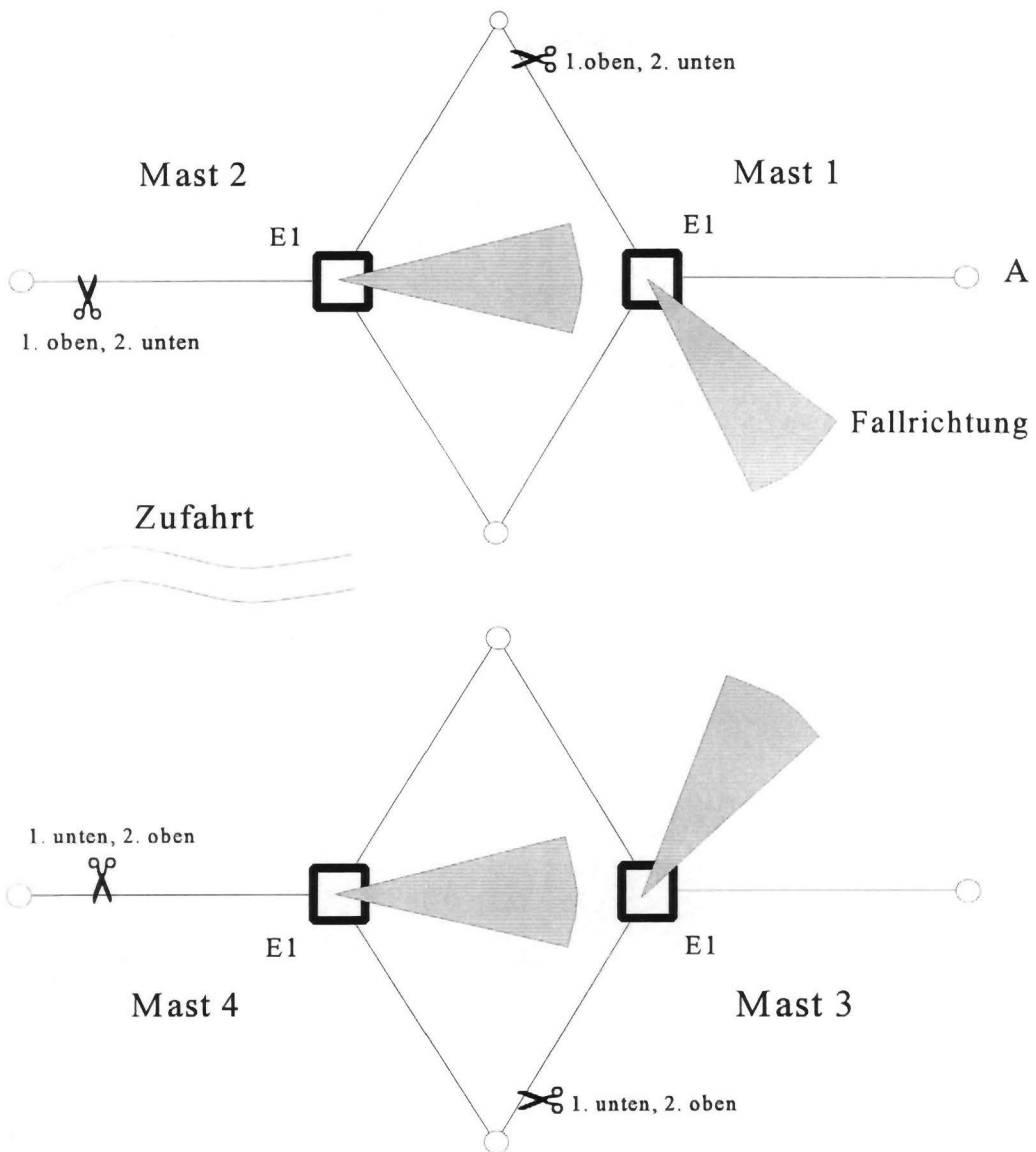 1.oben, 2. unten
Mast 2
Mast 1
E1
E1
A
1. oben, 2. unten
Fallrichtung
Zufahrt
1. unten, 2. oben
E1
E1
Mast 4
Mast 3
1. unten, 2. oben